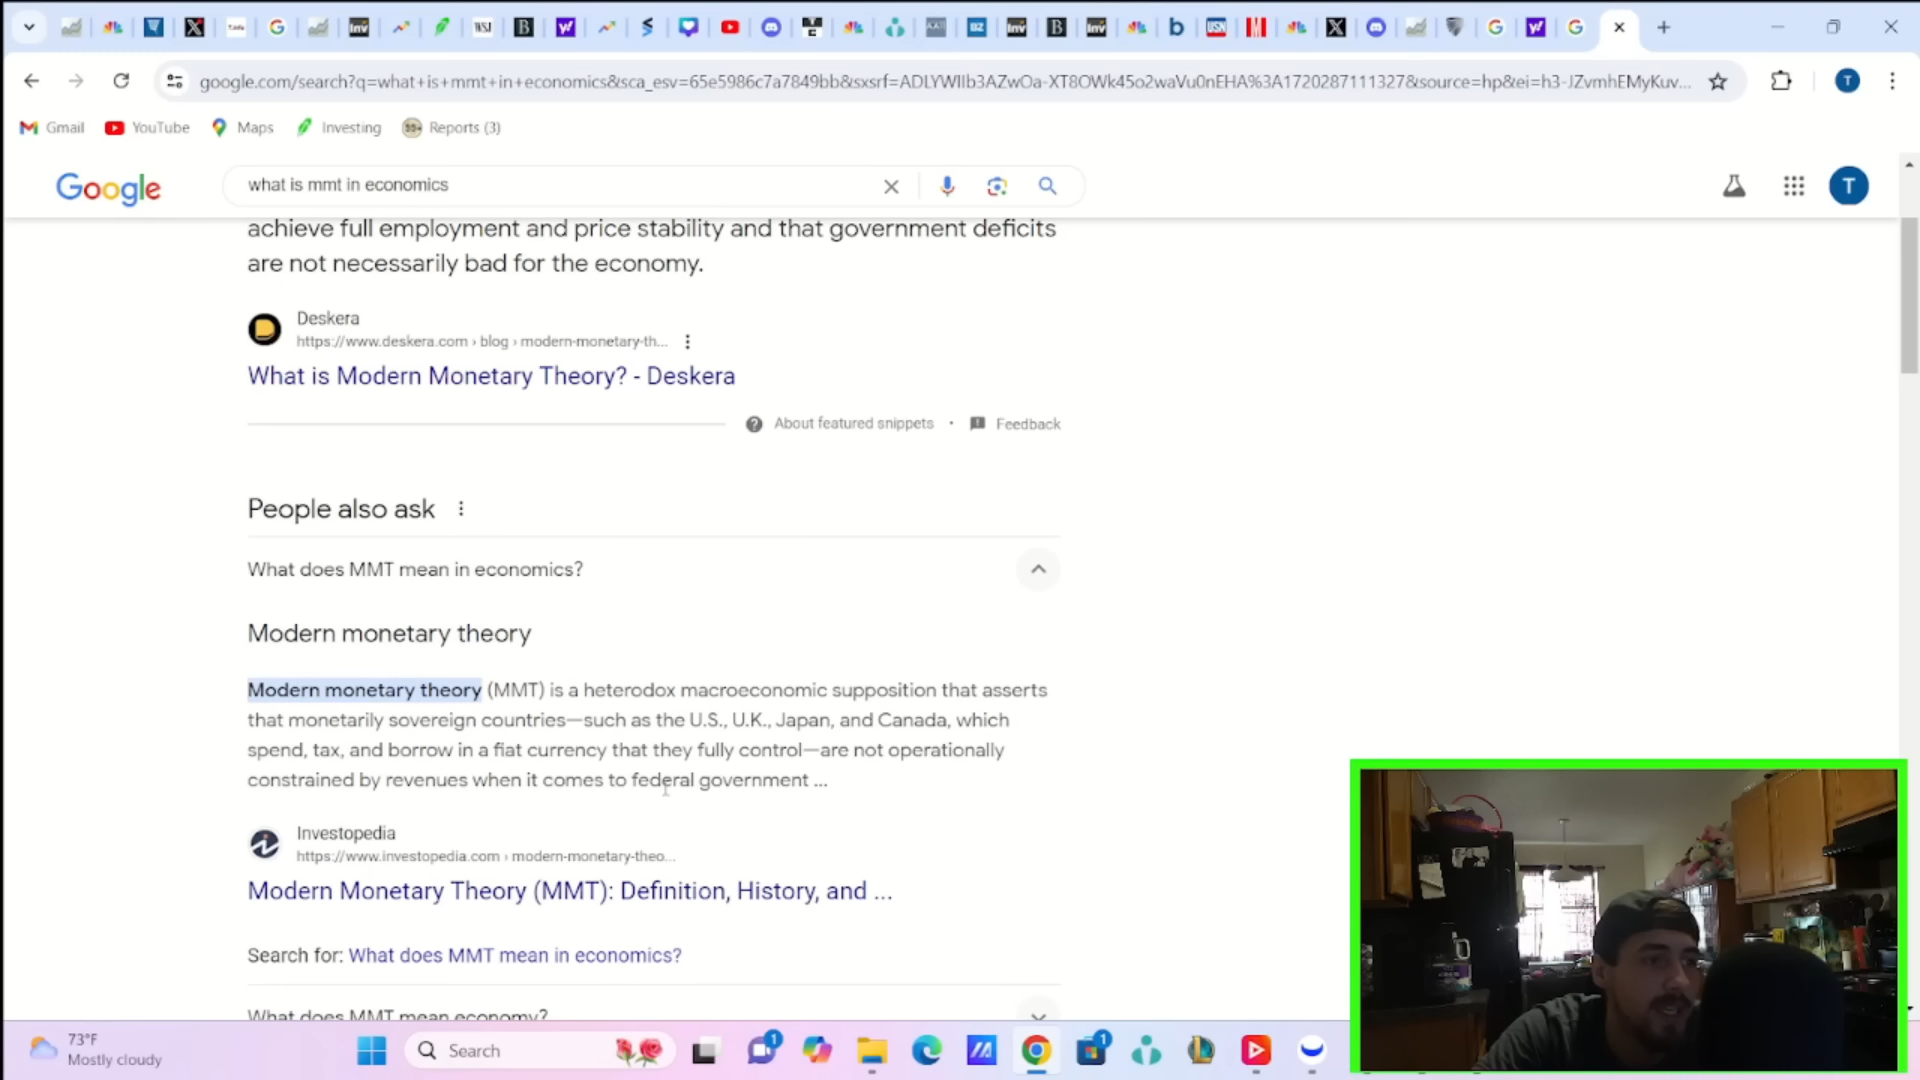 google.com/search?q=what+is+mmt+in+economics&sca_esv=65e5986c7a7849bb&sxsrf=ADLYWIIb3AZwOa-XT8OWk45o2waVu0nEHA%3A1720287111327&source=hp&ei=h3-JZvmhEMyKuv...
T
Gmail
YouTube
Maps
Investing
Reports (3)
Google
what is mmt in economics
T
achieve full employment and price stability and that government deficits
are not necessarily bad for the economy.
Deskera
https://www.deskera.com › blog › modern-monetary-th...
What is Modern Monetary Theory? - Deskera
About featured snippets
Feedback
People also ask
What does MMT mean in economics?
Modern monetary theory
Modern monetary theory (MMT) is a heterodox macroeconomic supposition that asserts
that monetarily sovereign countries—such as the U.S., U.K., Japan, and Canada, which
spend, tax, and borrow in a fiat currency that they fully control—are not operationally
constrained by revenues when it comes to federal government ...
Investopedia
https://www.investopedia.com › modern-monetary-theo...
Modern Monetary Theory (MMT): Definition, History, and ...
Search for: What does MMT mean in economics?
What does MMT mean economy?
73°F
Mostly cloudy
Search
1
1